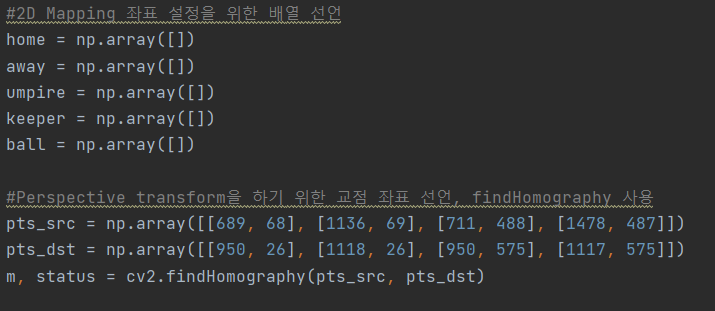 #2D Mapping 좌표 설정을 위한 배열 선언
home = np.array([])
away = np.array([])
umpire = np.array([])
keeper = np.array([])
ball = np.array([])
#Perspective transform을 하기 위한 교점 좌표 선언, findHomography 사용
pts_src = np.array([[689, 68], [1136, 69], [711, 488], [1478, 487]])
pts_dst = np.array([[950, 26], [1118, 26], [950, 575], [1117, 575]])
m, status = cv2.findHomography(pts_src, pts_dst)